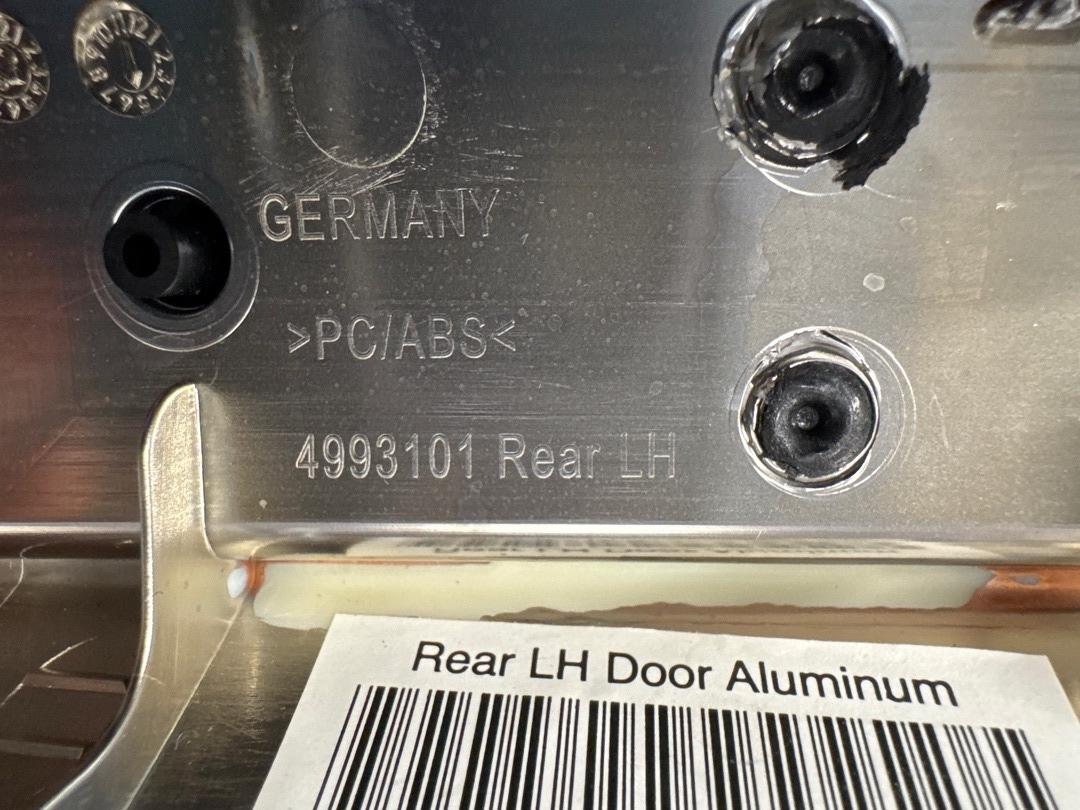 GERMANY
>PC/ABS<
4993101 Rear LH
Rear LH Door Aluminum